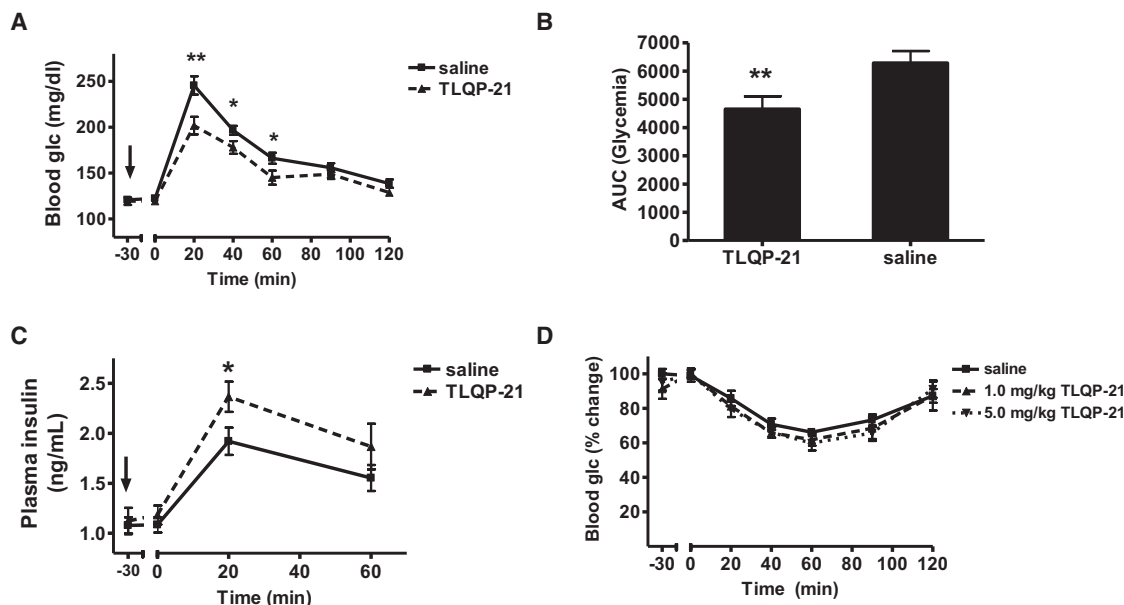 A
Blood glc (mg/dl)
250
200
150
100
**
*
*
saline
TLQP-21
-30 0 20 40 60 80 100 120
Time (min)
B
AUC (Glycemia)
7000
6000
5000
4000
3000
2000
1000
0
**
TLQP-21 saline
C
Plasma insulin
(ng/mL)
2.5
2.0
1.5
1.0
*
saline
TLQP-21
-30 0 20 40 60
Time (min)
D
Blood glc (% change)
100
80
60
40
20
saline
1.0 mg/kg TLQP-21
5.0 mg/kg TLQP-21
-30 0 20 40 60 80 100 120
Time (min)